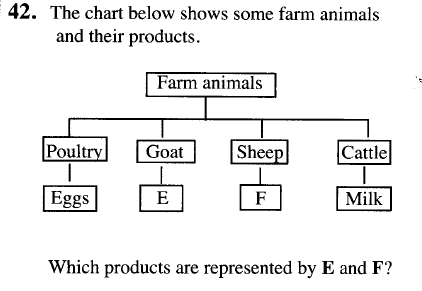 42. The chart below shows some farm animals
and their products.
Farm animals
Poultry Goat Sheep Cattle
Eggs E F Milk
Which products are represented by E and F?